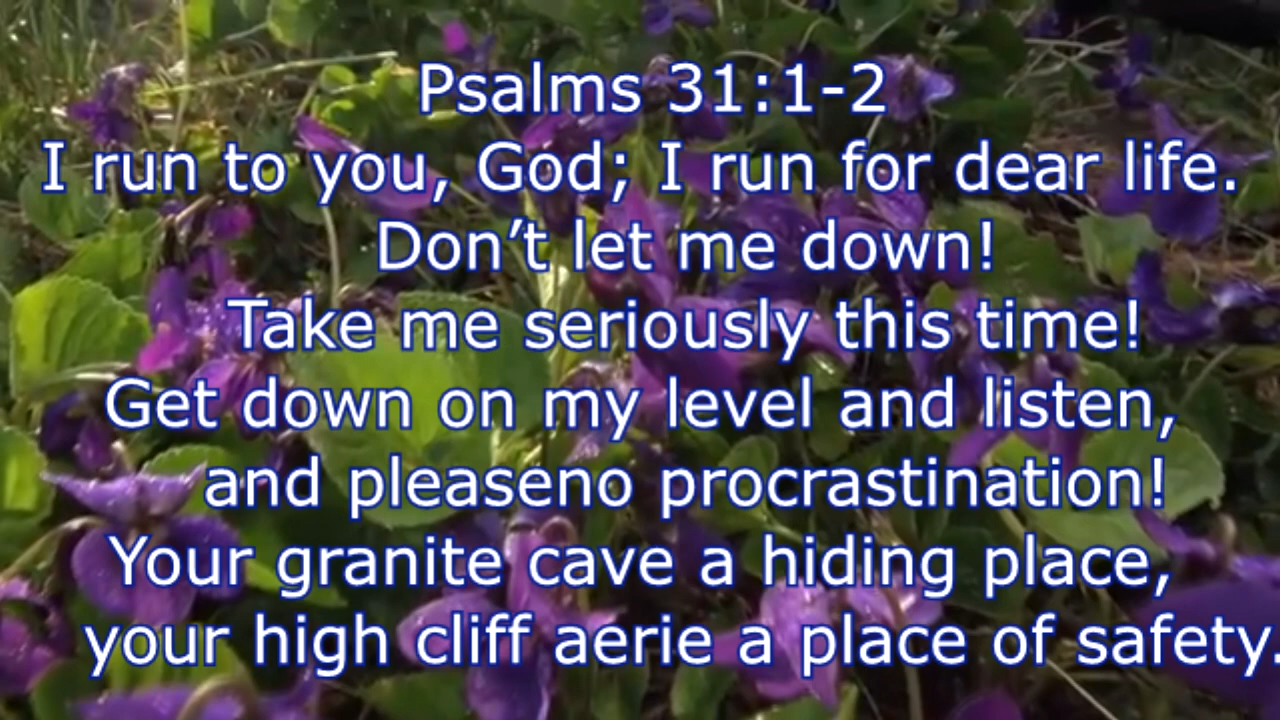 Psalms 31:1-2
I run to you, God; I run for dear life.
Don’t let me down!
Take me seriously this time!
Get down on my level and listen,
and pleaseno procrastination!
Your granite cave a hiding place,
your high cliff aerie a place of safety.